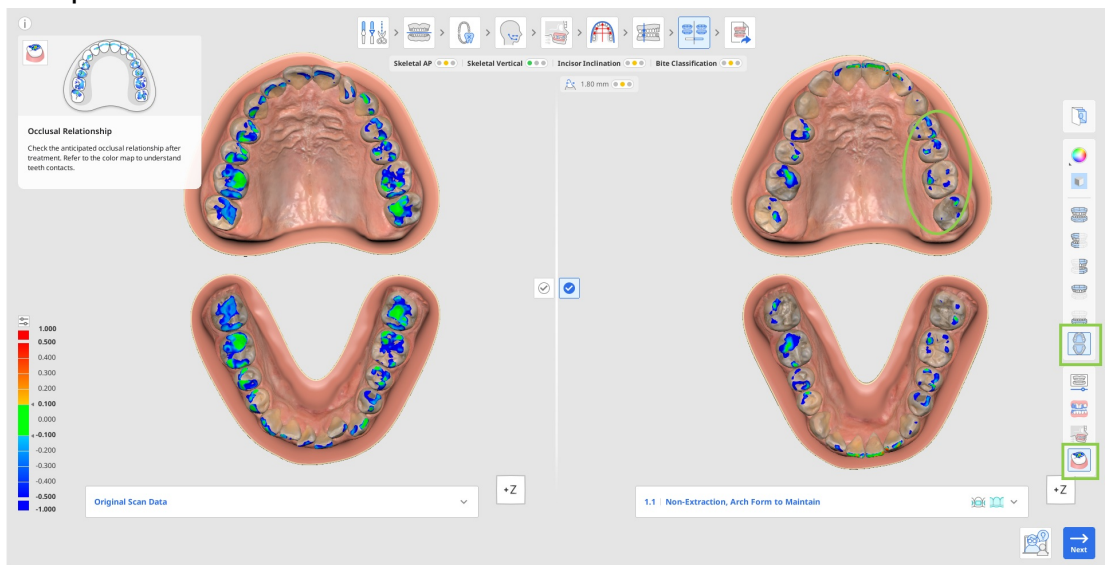 Skeletal AP
Skeletal Vertical
Incisor Inclination
Bite Classification
1.80 mm
Occlusal Relationship
Check the anticipated occlusal relationship after
treatment. Refer to the color map to understand
teeth contacts.
1.000
0.500
0.400
0.300
0.200
0.100
0.000
-0.100
-0.200
-0.300
-0.400
-0.500
-1.000
Original Scan Data
+Z
1.1 | Non-Extraction, Arch Form to Maintain
+Z
Next